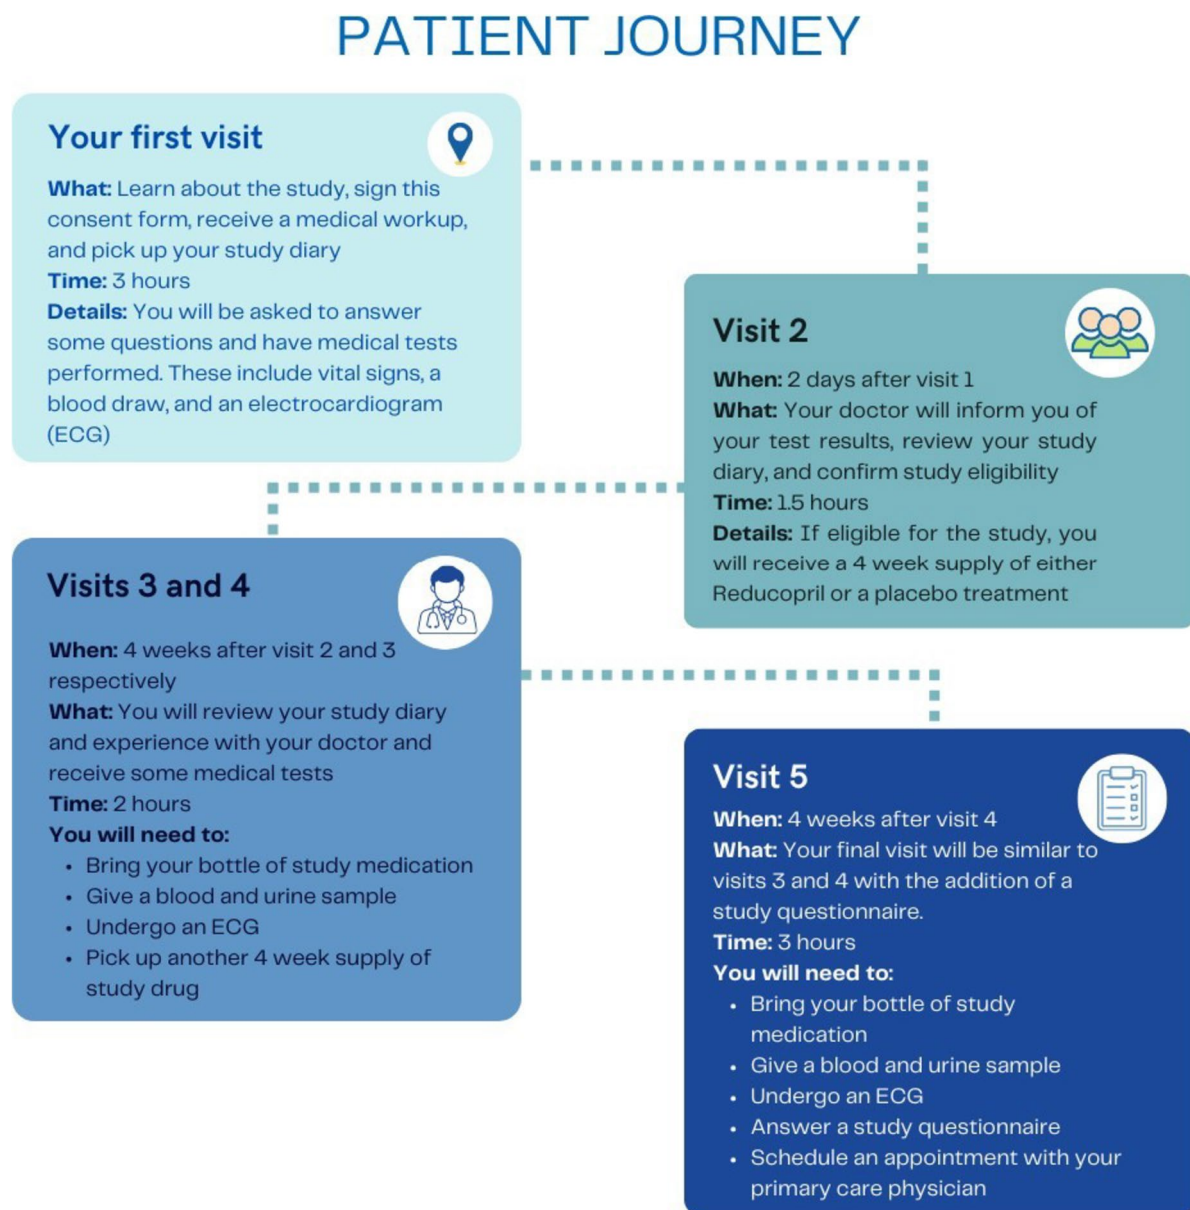 PATIENT JOURNEY
Your first visit
What: Learn about the study, sign this
consent form, receive a medical workup,
and pick up your study diary
Time: 3 hours
Details: You will be asked to answer
some questions and have medical tests
performed. These include vital signs, a
blood draw, and an electrocardiogram
(ECG)
Visit 2
When: 2 days after visit 1
What: Your doctor will inform you of
your test results, review your study
diary, and confirm study eligibility
Time: 1.5 hours
Details: If eligible for the study, you
will receive a 4 week supply of either
Reducopril or a placebo treatment
Visits 3 and 4
When: 4 weeks after visit 2 and 3
respectively
What: You will review your study diary
and experience with your doctor and
receive some medical tests
Time: 2 hours
You will need to:
• Bring your bottle of study medication
• Give a blood and urine sample
• Undergo an ECG
• Pick up another 4 week supply of
study drug
Visit 5
When: 4 weeks after visit 4
What: Your final visit will be similar to
visits 3 and 4 with the addition of a
study questionnaire.
Time: 3 hours
You will need to:
• Bring your bottle of study
medication
• Give a blood and urine sample
• Undergo an ECG
• Answer a study questionnaire
• Schedule an appointment with your
primary care physician